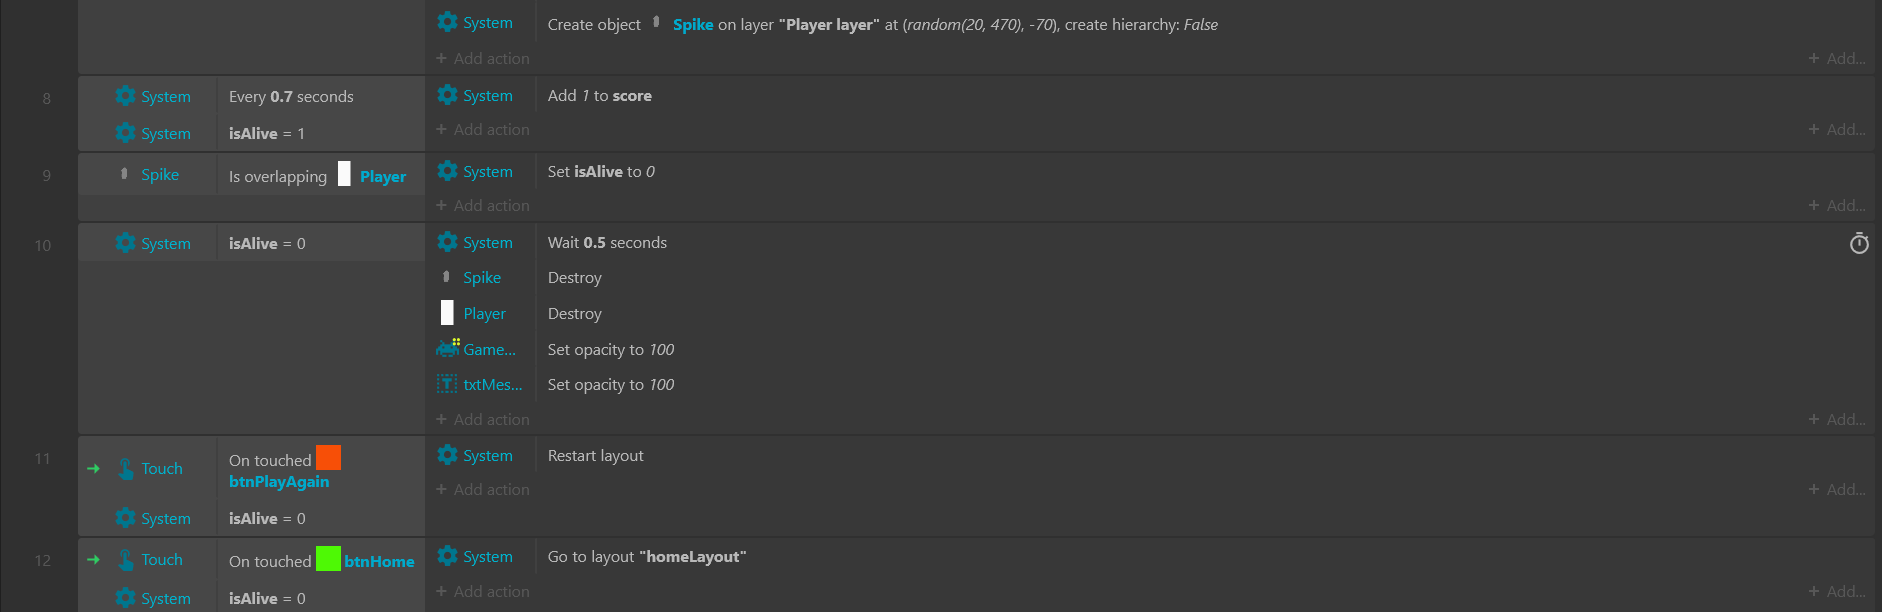 System Create object Spike on layer "Player layer" at (random(20, 470), -70), create hierarchy: False
+ Add action + Add...
8 System Every 0.7 seconds System Add 1 to score
System isAlive = 1 + Add action + Add...
9 Spike Is overlapping Player System Set isAlive to 0
+ Add action + Add...
10 System isAlive = 0 System Wait 0.5 seconds
Spike Destroy
Player Destroy
Game... Set opacity to 100
txtMes... Set opacity to 100
+ Add action + Add...
11 Touch On touched btnPlayAgain System Restart layout
+ Add action + Add...
System isAlive = 0
12 Touch On touched btnHome System Go to layout "homeLayout"
System isAlive = 0 + Add action + Add...